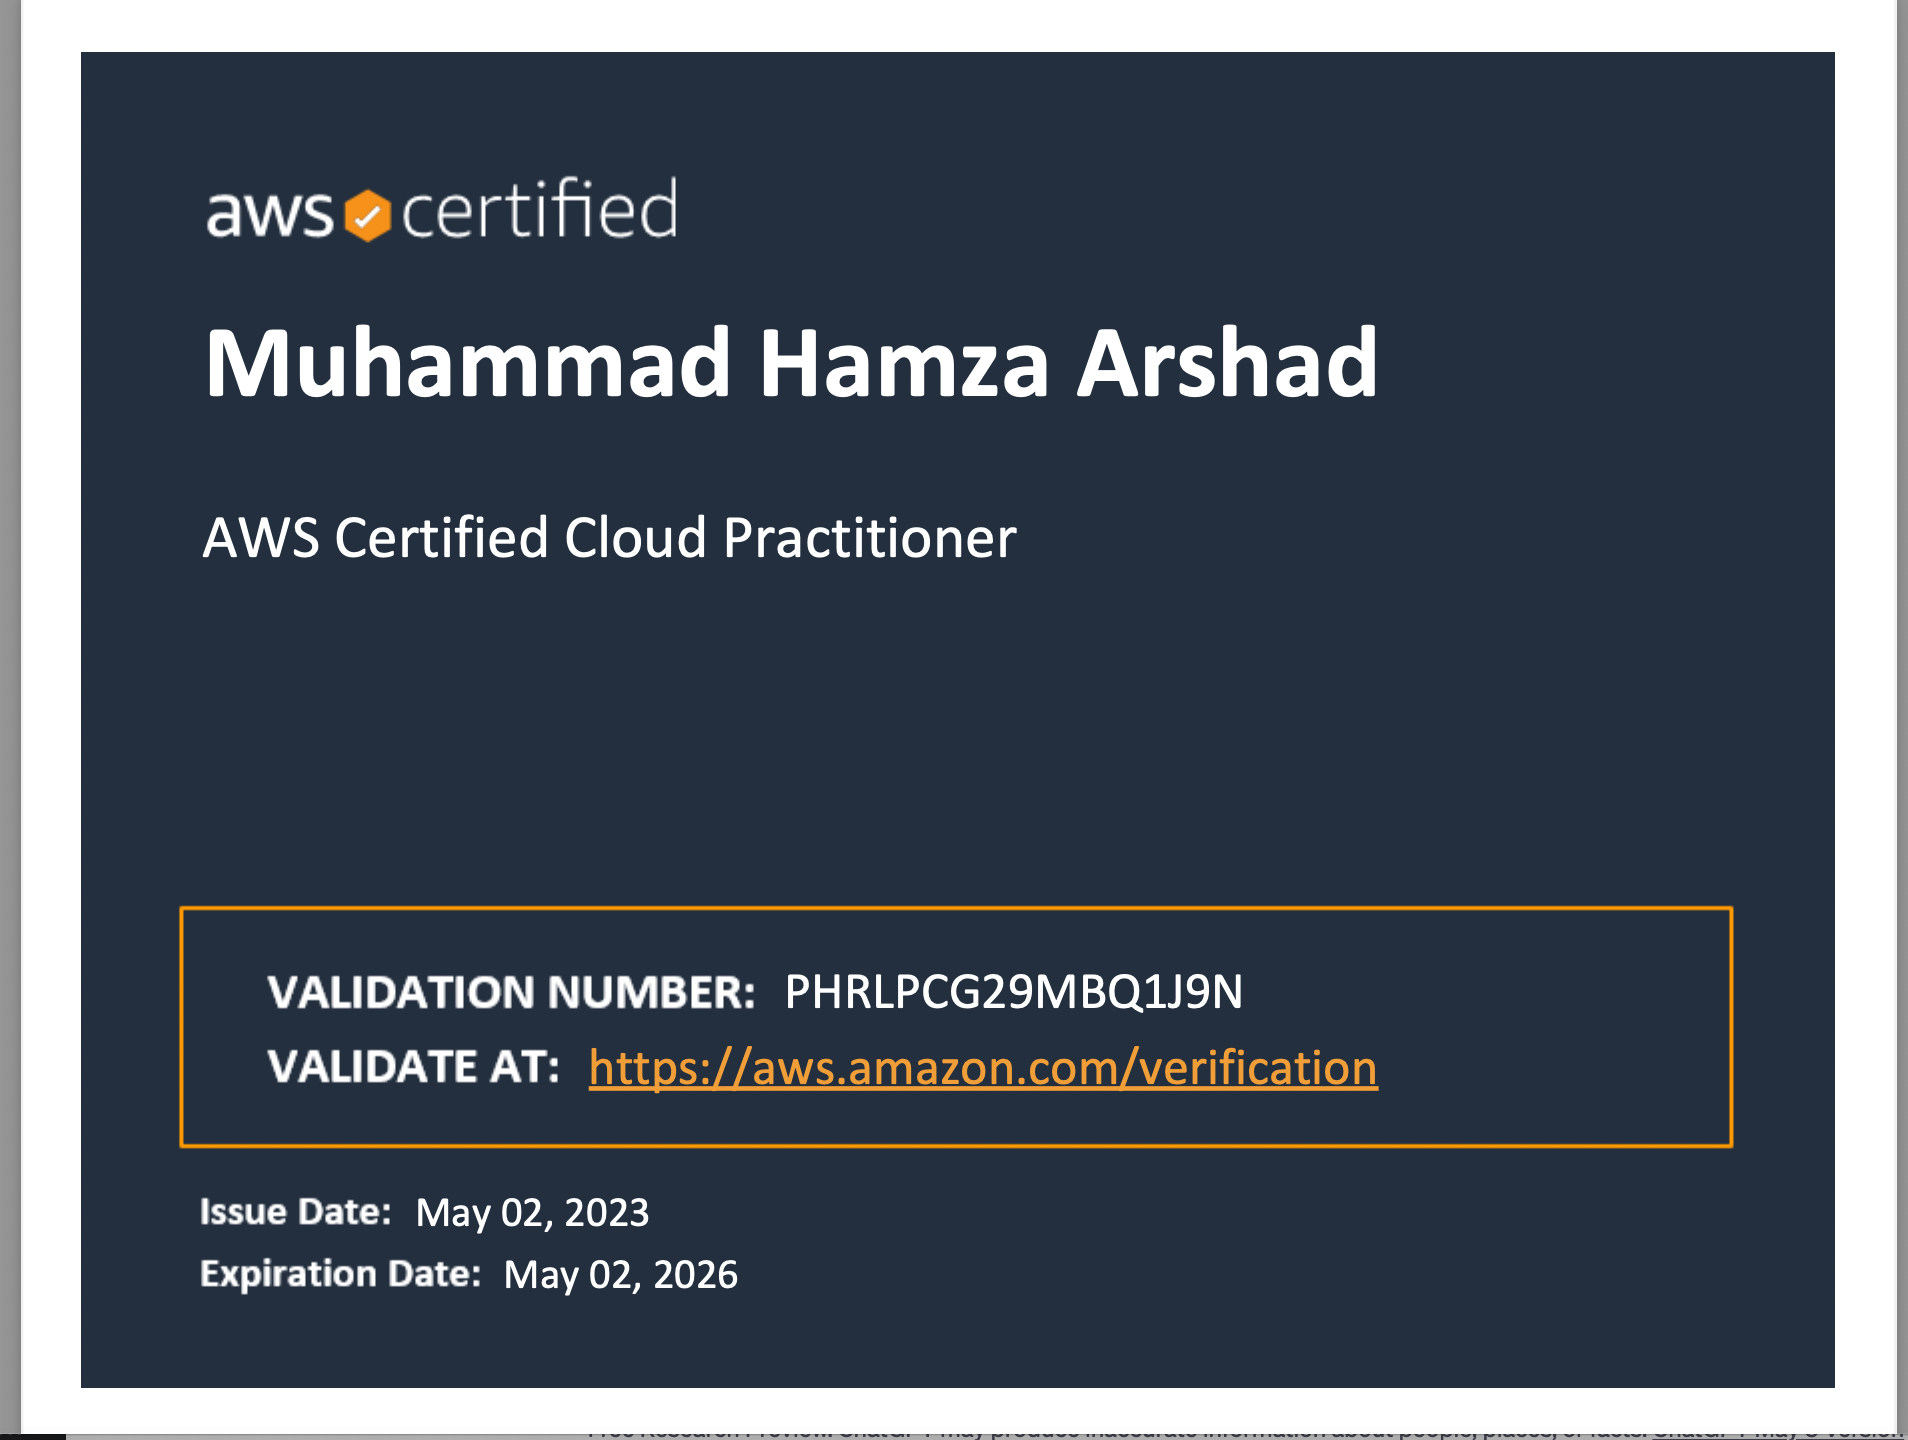 aws certified
Muhammad Hamza Arshad
AWS Certified Cloud Practitioner
VALIDATION NUMBER: PHRLPCG29MBQ1J9N
VALIDATE AT: https://aws.amazon.com/verification
Issue Date: May 02, 2023
Expiration Date: May 02, 2026